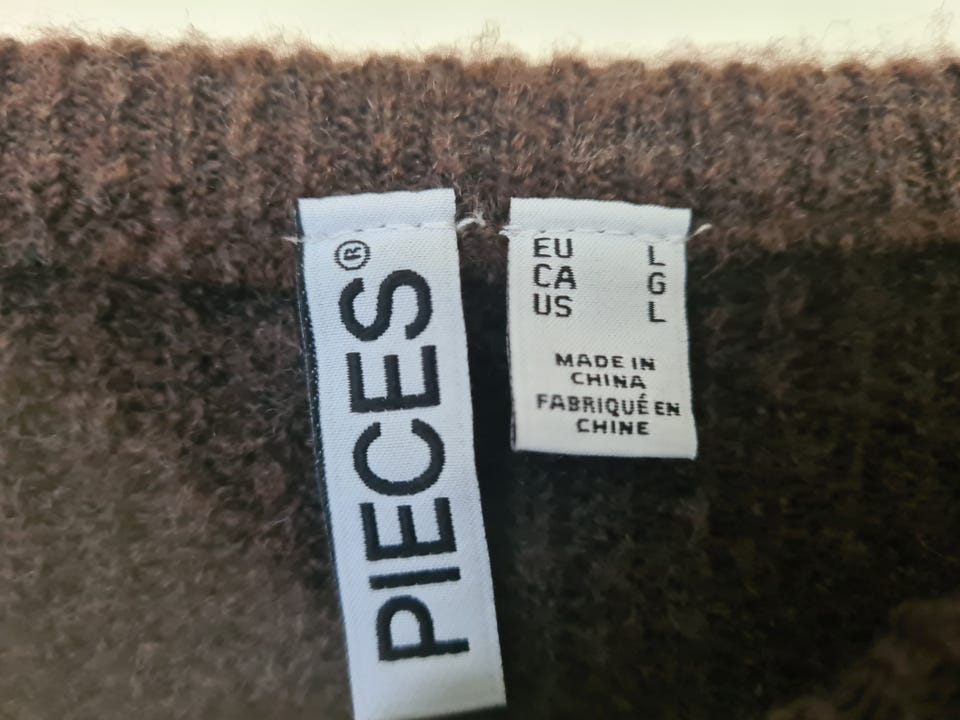 PIECES®
EU L
CA G
US L
MADE IN
CHINA
FABRIQUÉ EN
CHINE